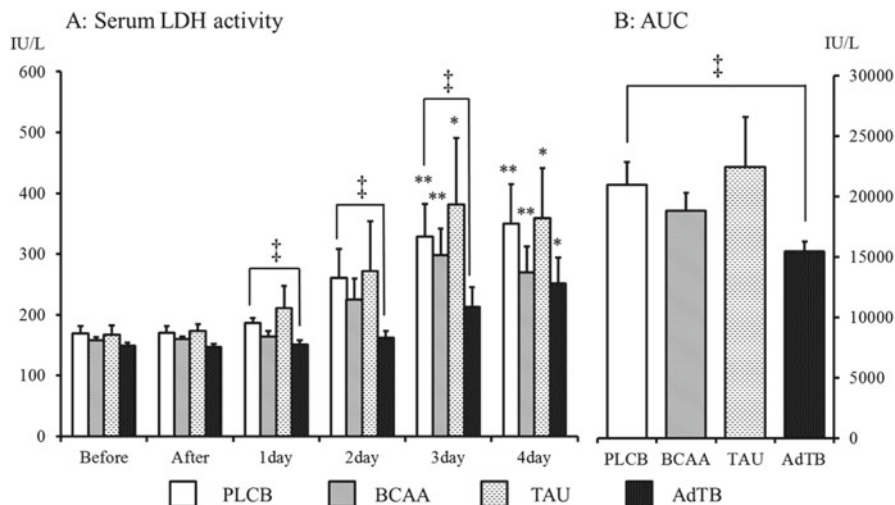 A: Serum LDH activity
IU/L
600
500
400
300
200
100
0
‡
‡
‡
** ** *
** ** * *
Before After 1day 2day 3day 4day
B: AUC
IU/L
30000
25000
20000
15000
10000
5000
0
‡
PLCB BCAA TAU AdTB
PLCB BCAA TAU AdTB